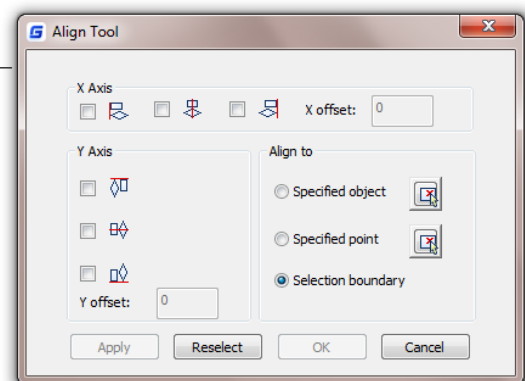 Align Tool
X Axis
X offset: 0
Y Axis
Y offset: 0
Align to
Specified object
Specified point
Selection boundary
Apply Reselect OK Cancel